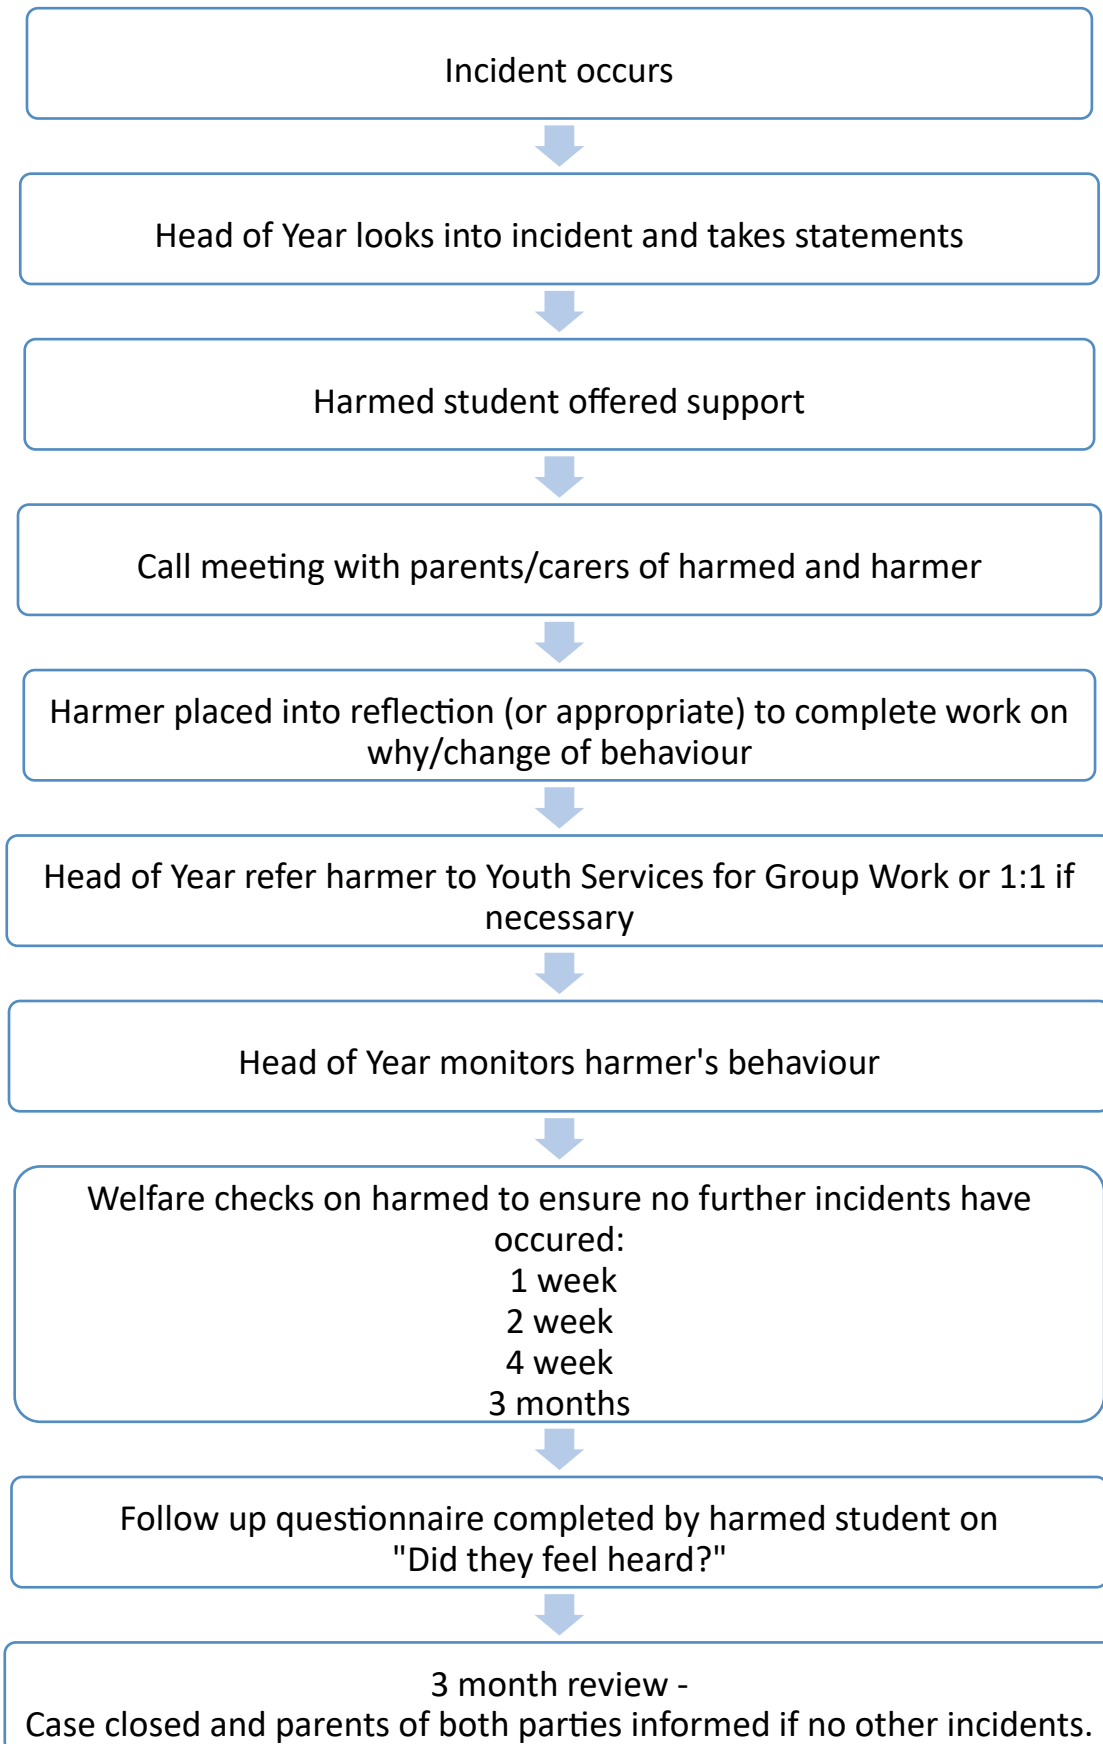 Incident occurs
Head of Year looks into incident and takes statements
Harmed student offered support
Call meeting with parents/carers of harmed and harmer
Harmer placed into reflection (or appropriate) to complete work on
why/change of behaviour
Head of Year refer harmer to Youth Services for Group Work or 1:1 if
necessary
Head of Year monitors harmer's behaviour
Welfare checks on harmed to ensure no further incidents have
occured:
1 week
2 week
4 week
3 months
Follow up questionnaire completed by harmed student on
"Did they feel heard?"
3 month review -
Case closed and parents of both parties informed if no other incidents.